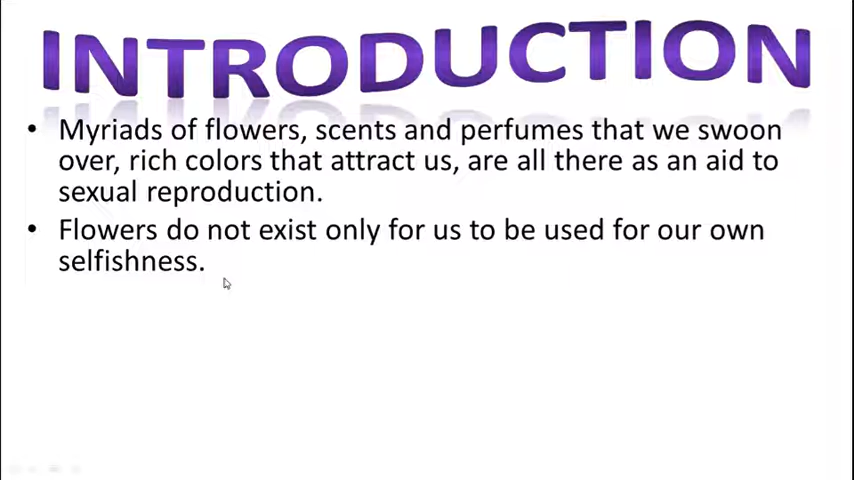 INTRODUCTION
• Myriads of flowers, scents and perfumes that we swoon
over, rich colors that attract us, are all there as an aid to
sexual reproduction.
• Flowers do not exist only for us to be used for our own
selfishness.